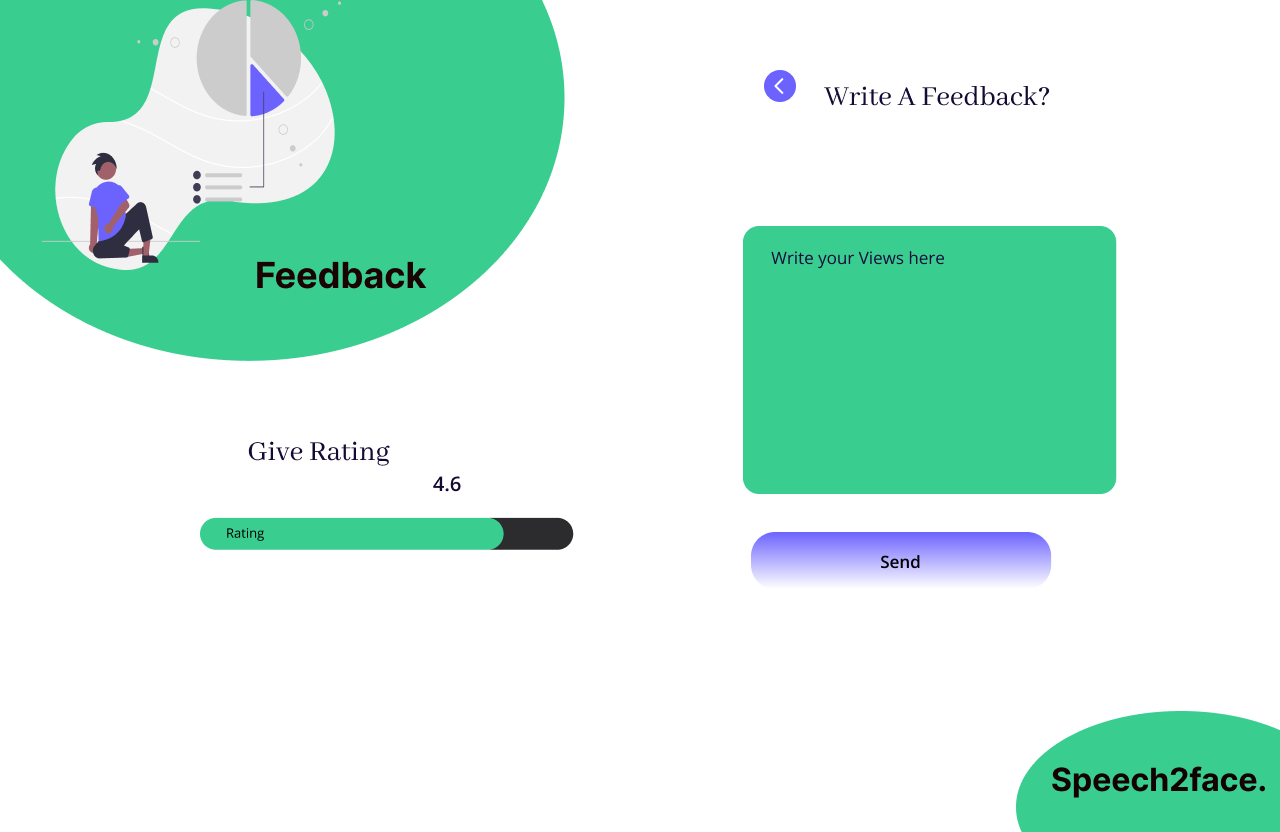 Feedback
Give Rating
4.6
Rating
Write A Feedback?
Write your Views here
Send
Speech2face.